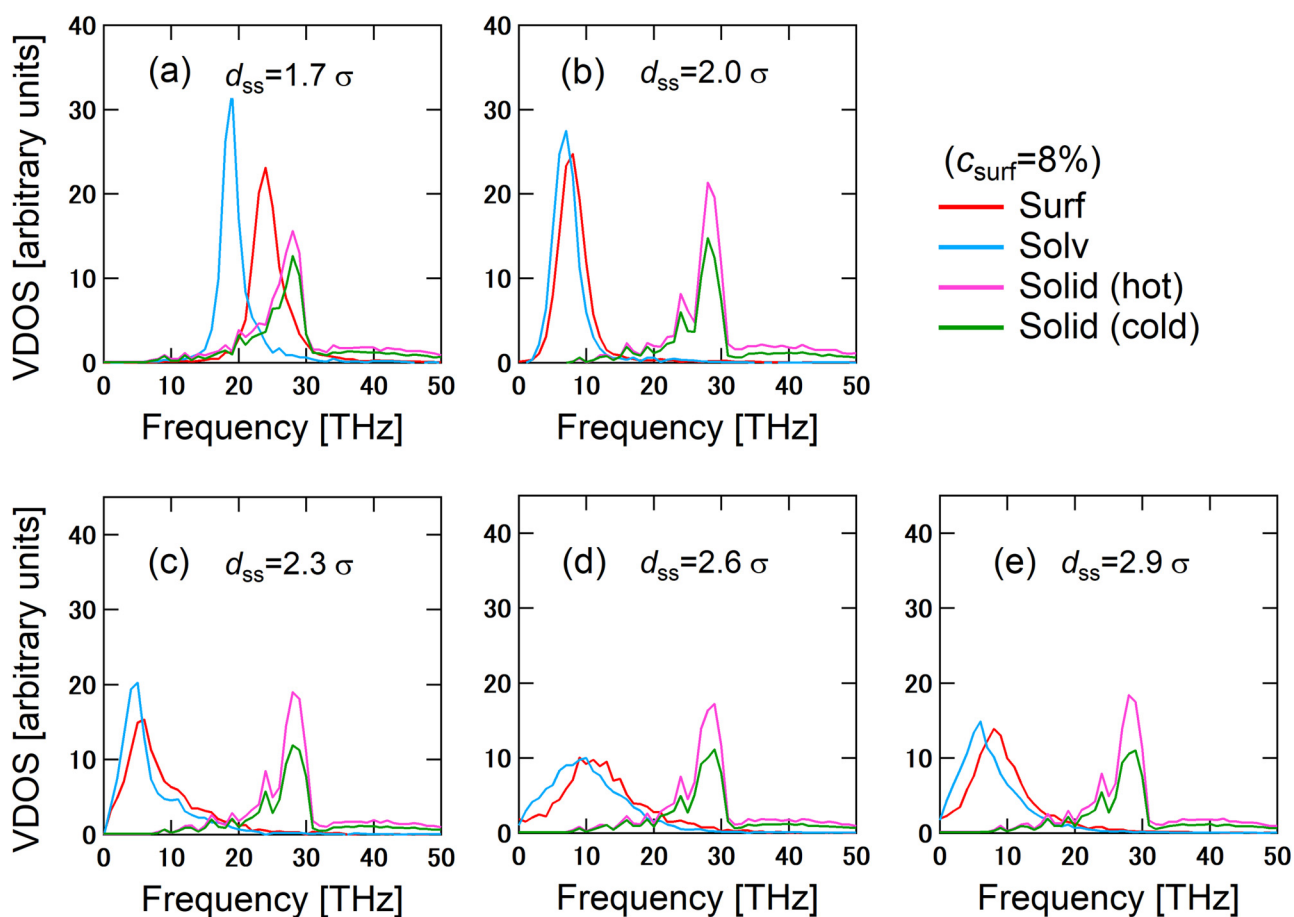 (a) dss=1.7 σ
VDOS [arbitrary units]
40
30
20
10
0
0 10 20 30 40 50
Frequency [THz]
(b) dss=2.0 σ
40
30
20
10
0
0 10 20 30 40 50
Frequency [THz]
(csurf=8%)
Surf
Solv
Solid (hot)
Solid (cold)
(c) dss=2.3 σ
VDOS [arbitrary units]
40
30
20
10
0
0 10 20 30 40 50
Frequency [THz]
(d) dss=2.6 σ
40
30
20
10
0
0 10 20 30 40 50
Frequency [THz]
(e) dss=2.9 σ
40
30
20
10
0
0 10 20 30 40 50
Frequency [THz]